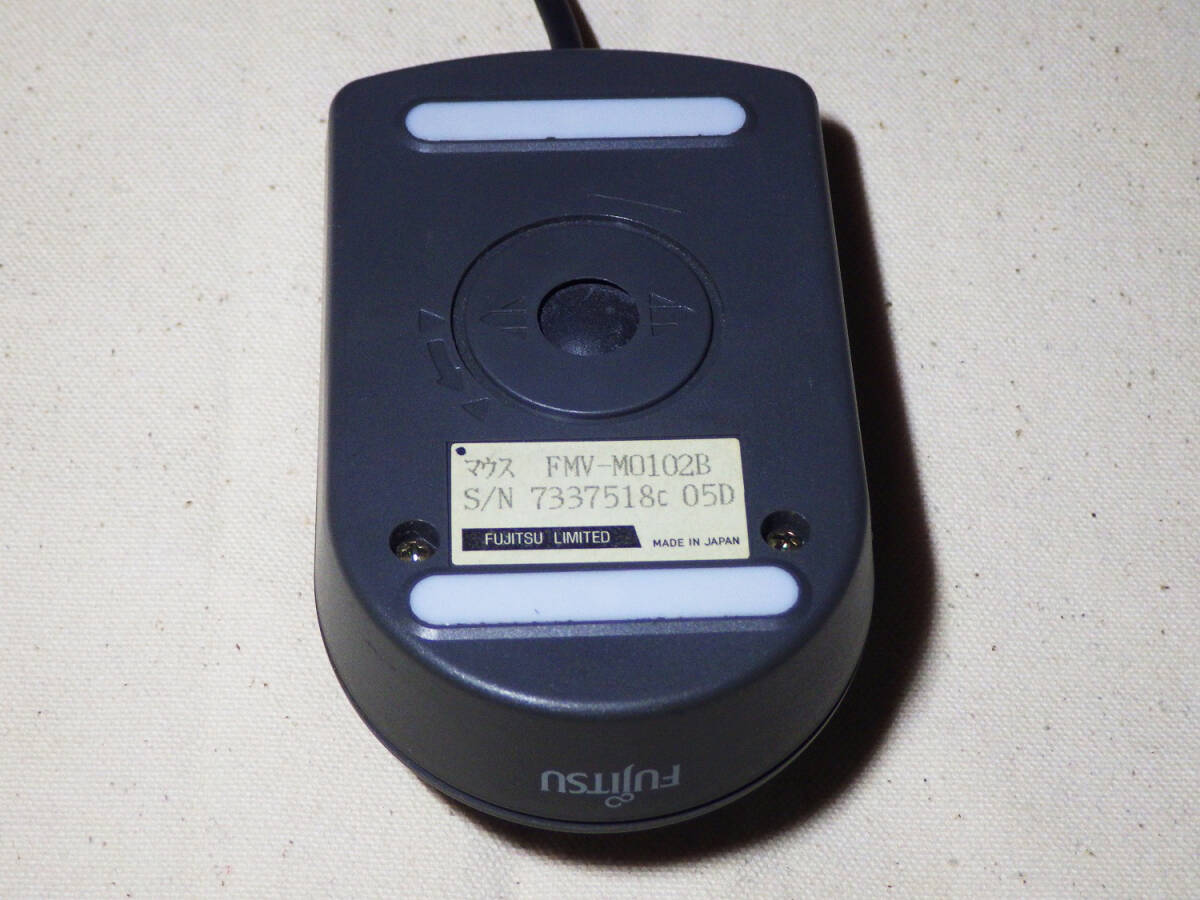 マウス FMV-M0102B
S/N 7337518c 05D
FUJITSU LIMITED MADE IN JAPAN
FUJITSU